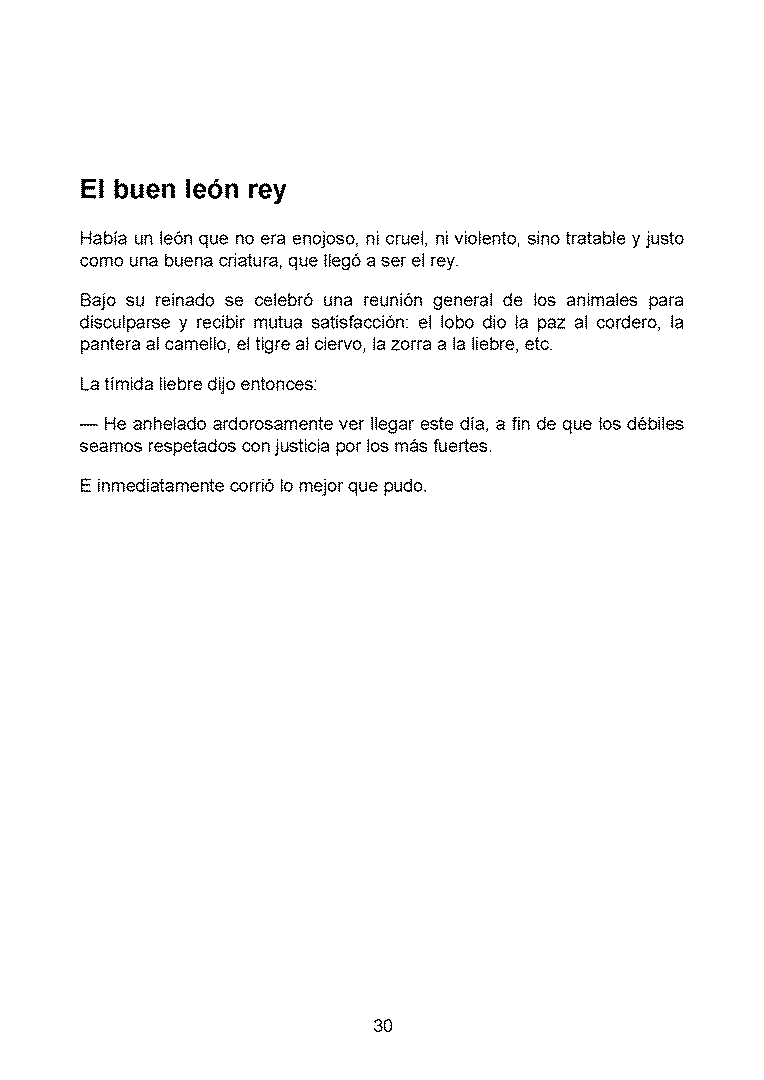 El buen león rey
Había un león que no era enojoso, ni cruel, ni violento, sino tratable y justo
como una buena criatura, que llegó a ser el rey.
Bajo su reinado se celebró una reunión general de los animales para
disculparse y recibir mutua satisfacción: el lobo dio la paz al cordero, la
pantera al camello, el tigre al ciervo, la zorra a la liebre, etc.
La tímida liebre dijo entonces:
— He anhelado ardorosamente ver llegar este día, a fin de que los débiles
seamos respetados con justicia por los más fuertes.
E inmediatamente corrió lo mejor que pudo.
30